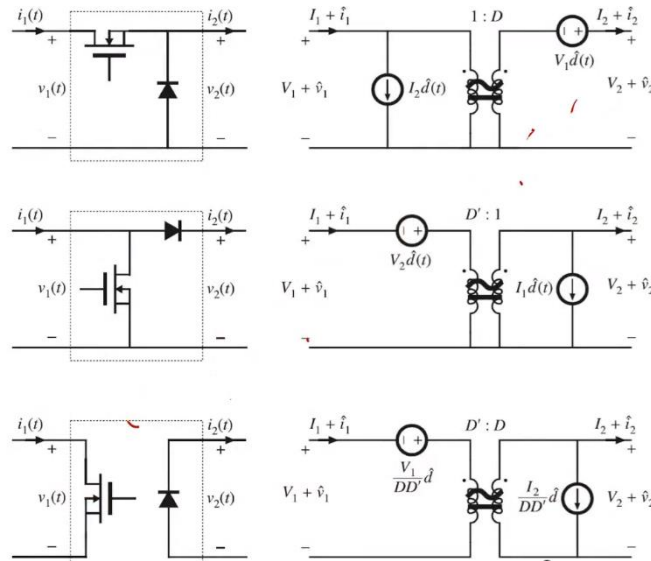 i₁(t) i₂(t) I₁ + î₁ 1 : D I₂ + î₂
+ + + − + +
V₁d̂(t)
v₁(t) v₂(t) V₁ + v̂₁ I₂d̂(t) V₂ + v̂₂
− − − −
i₁(t) i₂(t) I₁ + î₁ D′ : 1 I₂ + î₂
+ + + − + +
V₂d̂(t)
v₁(t) v₂(t) V₁ + v̂₁ I₁d̂(t) V₂ + v̂₂
− − − −
i₁(t) i₂(t) I₁ + î₁ D′ : D I₂ + î₂
+ + + − + +
v₁(t) v₂(t) V₁ + v̂₁ V₁/DD′ d̂ I₂/DD′ d̂ V₂ + v̂₂
− − − −